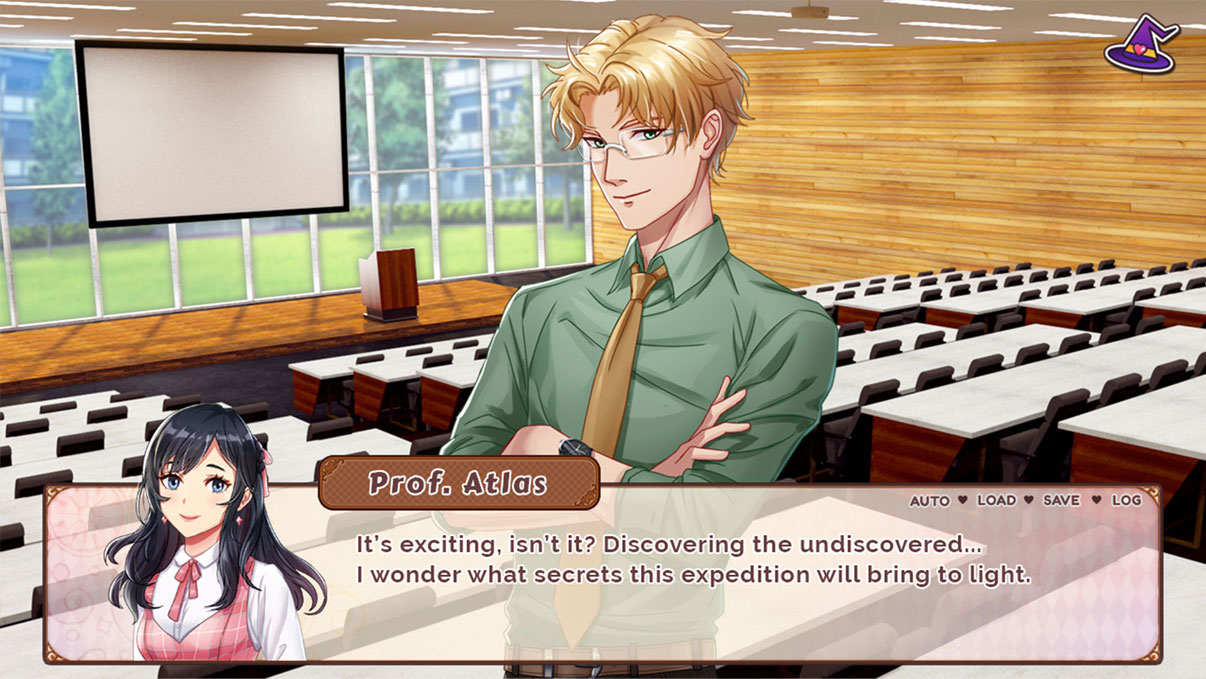 Prof. Atlas
AUTO ♥ LOAD ♥ SAVE ♥ LOG
It's exciting, isn't it? Discovering the undiscovered...
I wonder what secrets this expedition will bring to light.